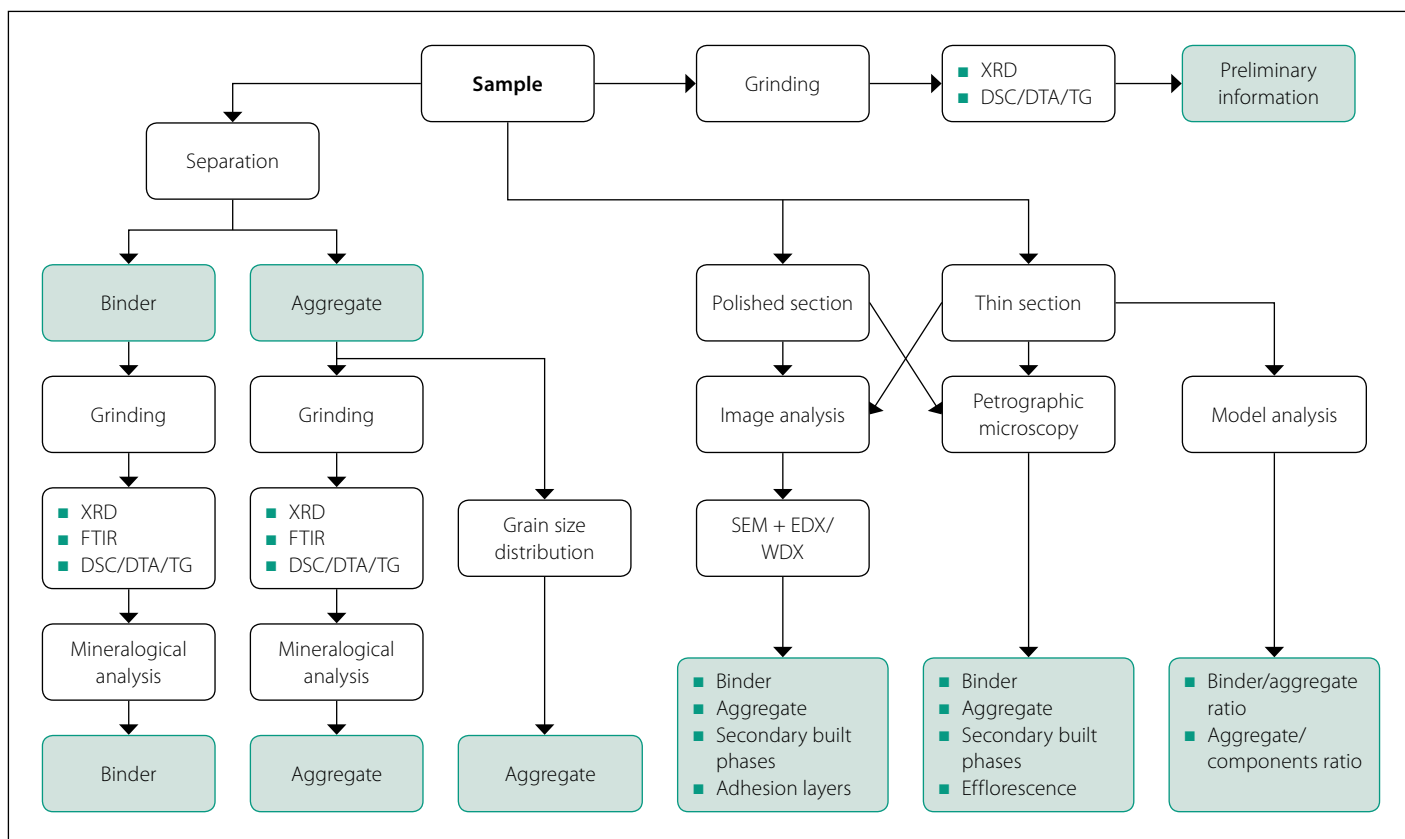 Sample
Grinding
XRD
DSC/DTA/TG
Preliminary
information
Separation
Binder
Aggregate
Polished section
Thin section
Grinding
Grinding
Image analysis
Petrographic
microscopy
Model analysis
XRD
FTIR
DSC/DTA/TG
XRD
FTIR
DSC/DTA/TG
Grain size
distribution
SEM + EDX/
WDX
Mineralogical
analysis
Mineralogical
analysis
Binder
Aggregate
Secondary built
phases
Adhesion layers
Binder
Aggregate
Secondary built
phases
Efflorescence
Binder/aggregate
ratio
Aggregate/
components ratio
Binder
Aggregate
Aggregate